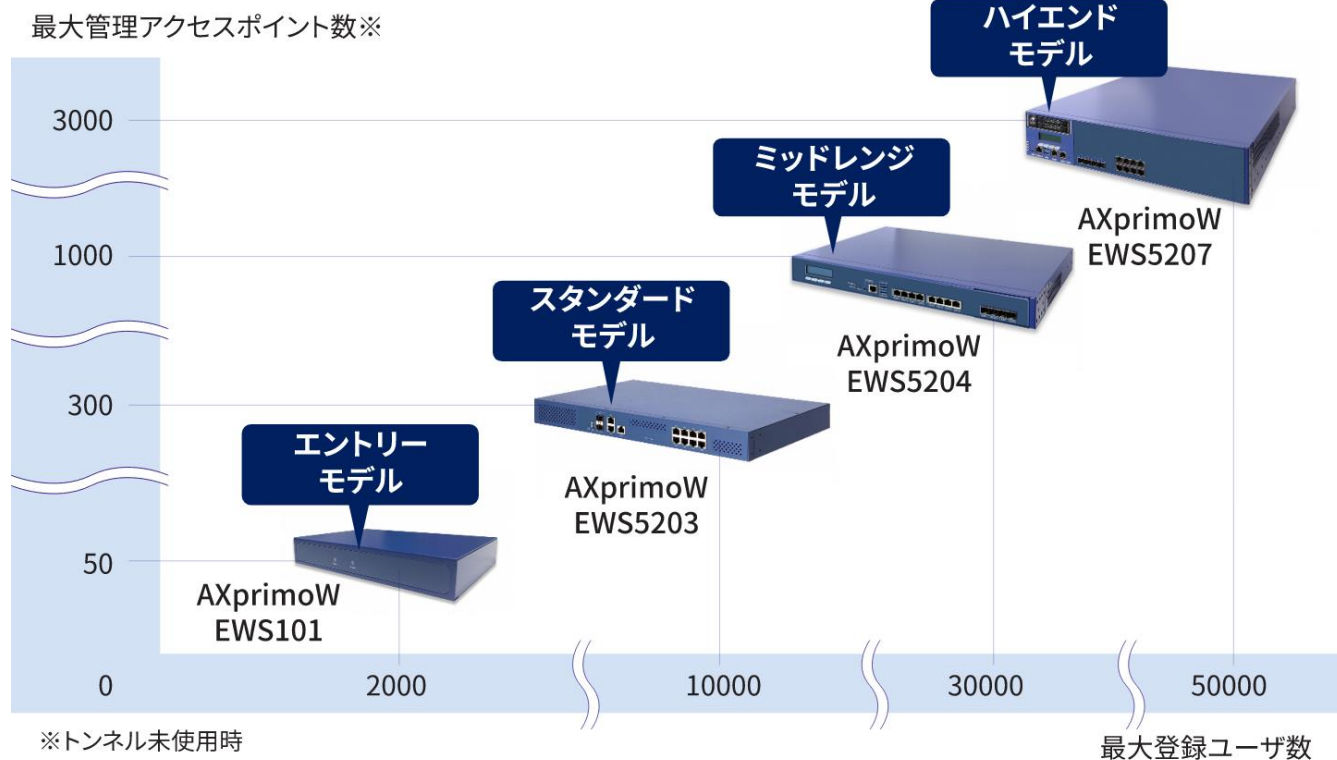 最大管理アクセスポイント数※
ハイエンド
モデル
3000
ミッドレンジ
モデル
AXprimoW
EWS5207
1000
スタンダード
モデル
AXprimoW
EWS5204
300
エントリー
モデル
AXprimoW
EWS5203
50
AXprimoW
EWS101
0
2000
10000
30000
50000
※トンネル未使用時
最大登録ユーザ数